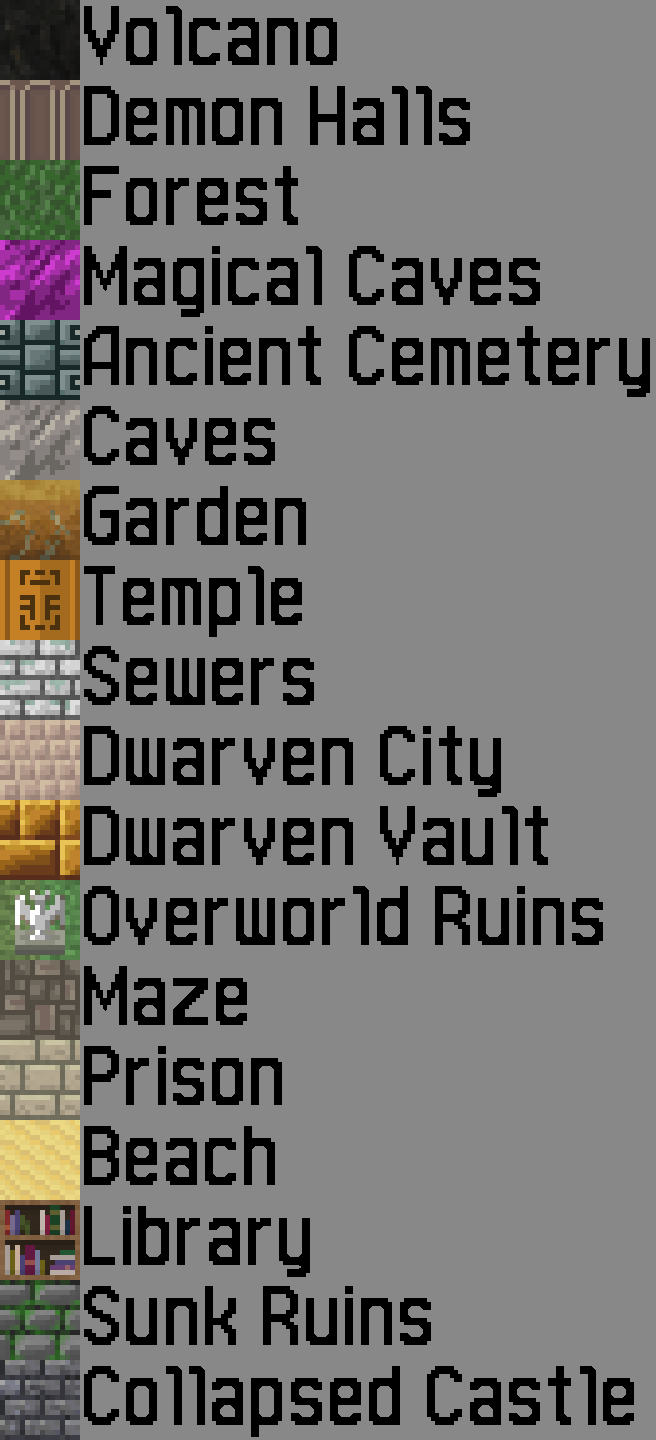 Volcano
Demon Halls
Forest
Magical Caves
Ancient Cemetery
Caves
Garden
Temple
Sewers
Dwarven City
Dwarven Vault
Overworld Ruins
Maze
Prison
Beach
Library
Sunk Ruins
Collapsed Castle